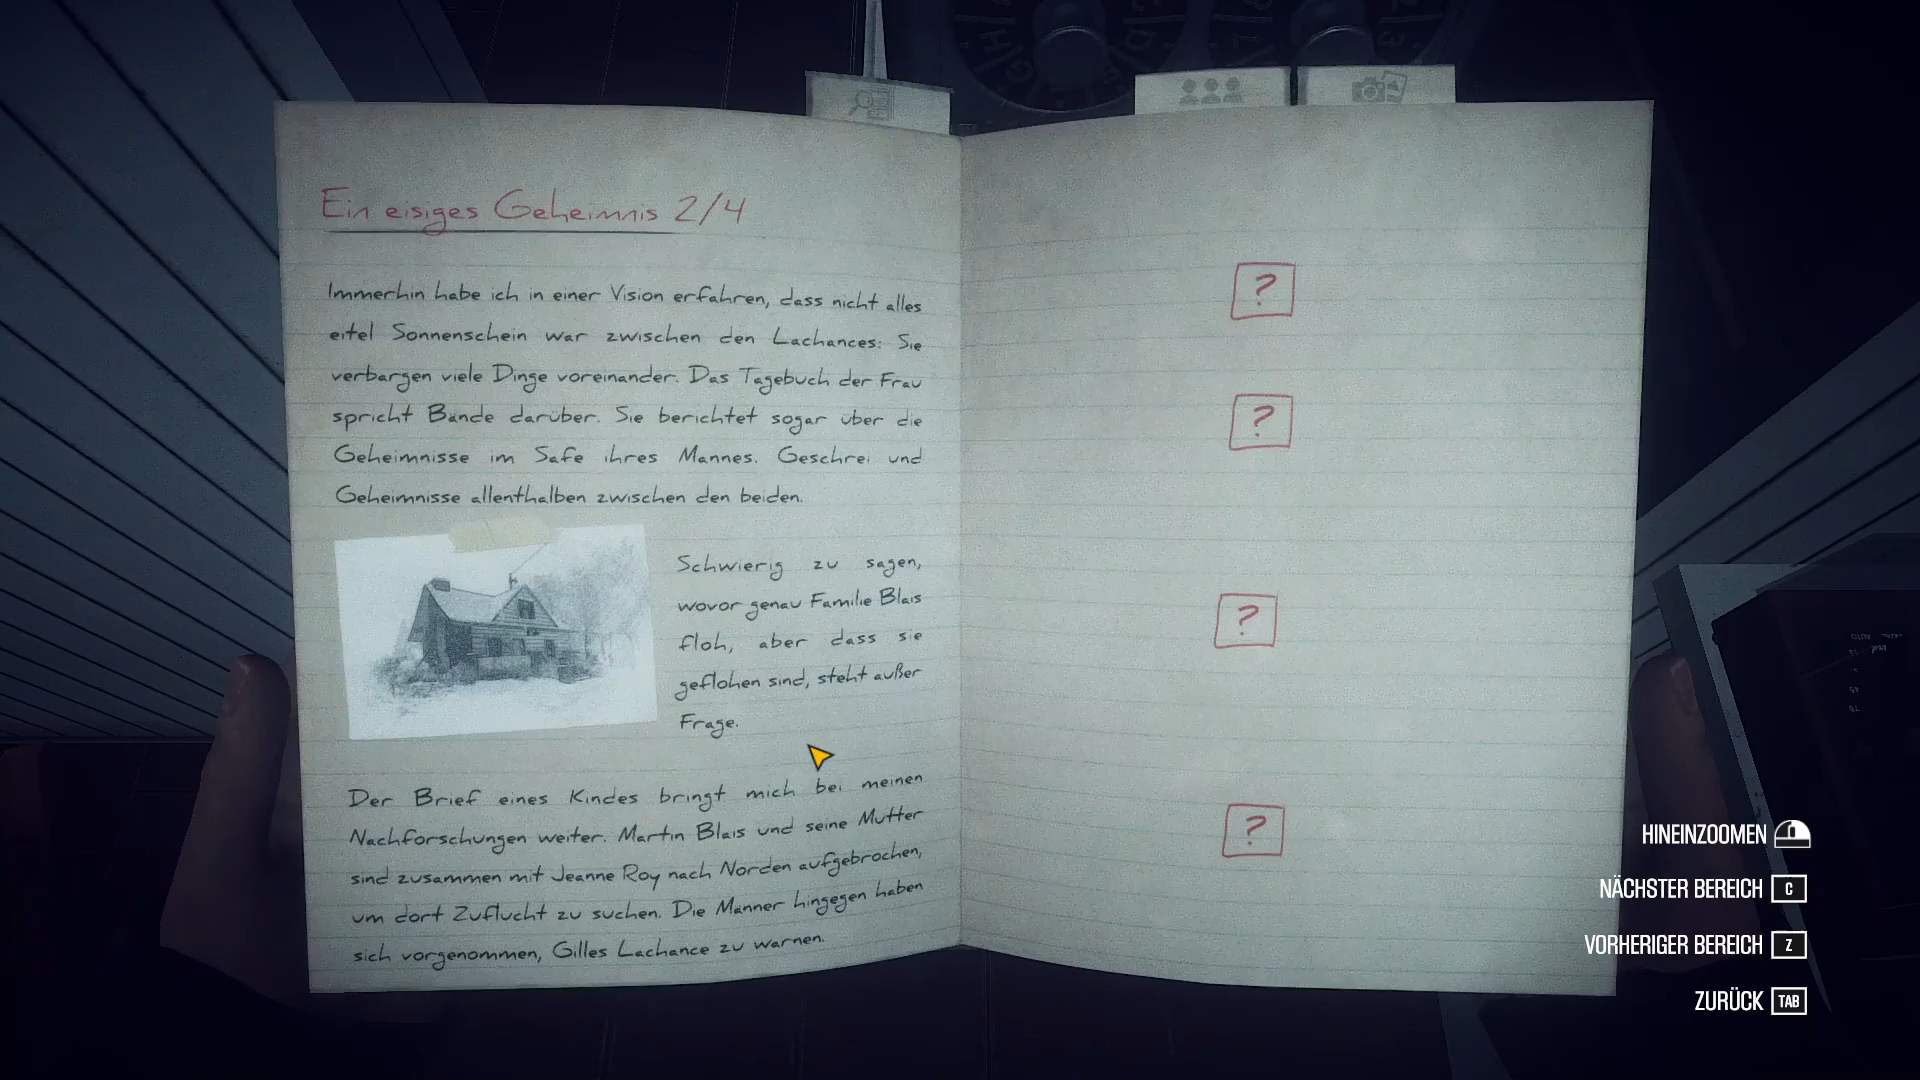 Ein eisiges Geheimnis 2/4
Immerhin habe ich in einer Vision erfahren, dass nicht alles
eitel Sonnenschein war zwischen den Lachances: Sie
verbargen viele Dinge voreinander. Das Tagebuch der Frau
spricht Bände darüber. Sie berichtet sogar über die
Geheimnisse im Safe ihres Mannes. Geschrei und
Geheimnisse allenthalben zwischen den beiden.
Schwierig zu sagen,
wovor genau Familie Blais
floh, aber dass sie
geflohen sind, steht außer
Frage.
Der Brief eines Kindes bringt mich bei meinen
Nachforschungen weiter. Martin Blais und seine Mutter
sind zusammen mit Jeanne Roy nach Norden aufgebrochen,
um dort Zuflucht zu suchen. Die Männer hingegen haben
sich vorgenommen, Gilles Lachance zu warnen.
?
?
?
?
HINEINZOOMEN
NÄCHSTER BEREICH C
VORHERIGER BEREICH Z
ZURÜCK TAB